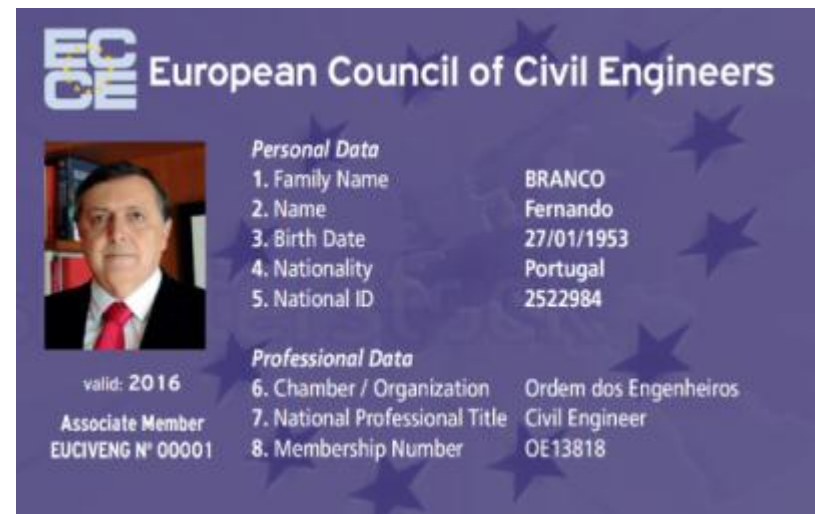 EC
CE
European Council of Civil Engineers
Personal Data
1. Family Name BRANCO
2. Name Fernando
3. Birth Date 27/01/1953
4. Nationality Portugal
5. National ID 2522984
Professional Data
6. Chamber / Organization Ordem dos Engenheiros
7. National Professional Title Civil Engineer
8. Membership Number OE13818
valid: 2016
Associate Member
EUCIVENG Nº 00001